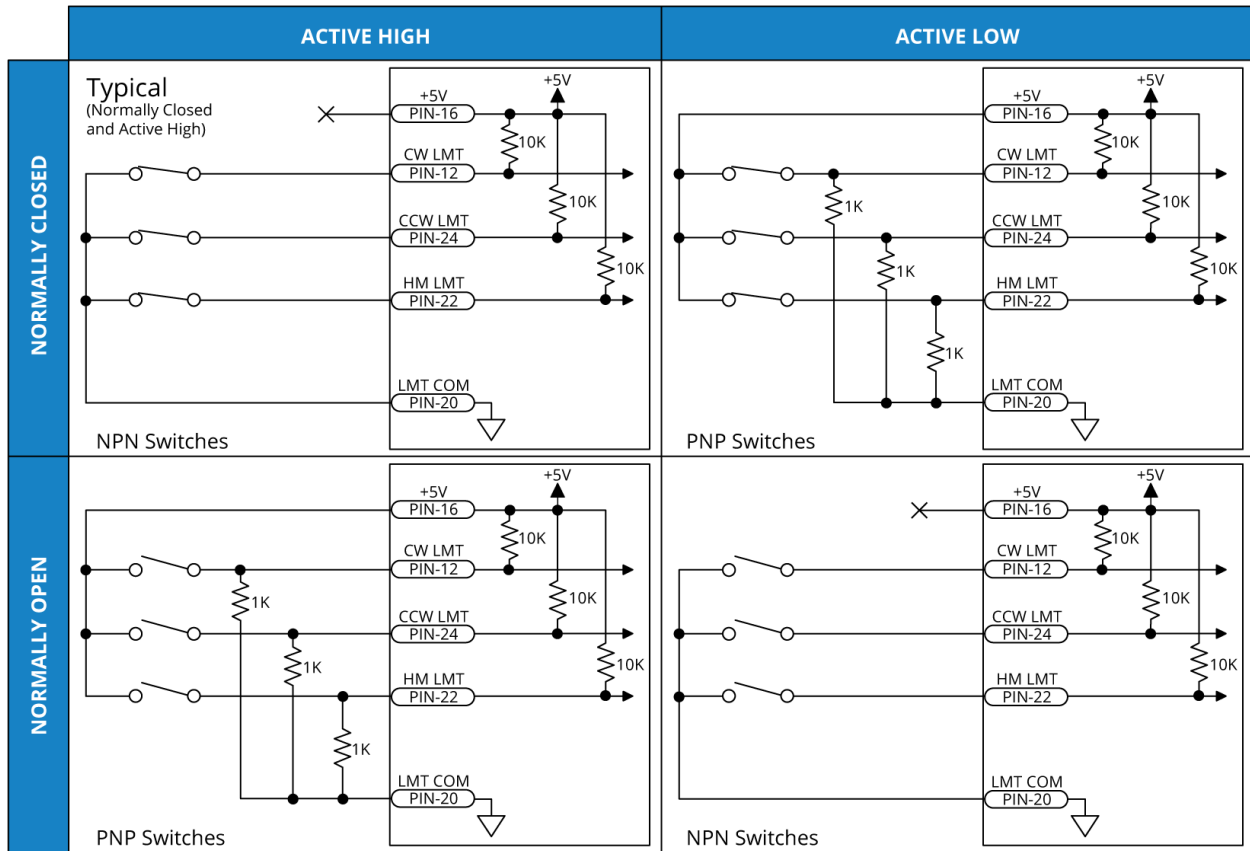 ACTIVE HIGH
ACTIVE LOW
NORMALLY CLOSED
Typical
(Normally Closed
and Active High)
+5V
+5V
PIN-16
10K
CW LMT
PIN-12
10K
CCW LMT
PIN-24
10K
HM LMT
PIN-22
LMT COM
PIN-20
NPN Switches
+5V
+5V
PIN-16
10K
CW LMT
PIN-12
1K
10K
CCW LMT
PIN-24
1K
10K
HM LMT
PIN-22
1K
LMT COM
PIN-20
PNP Switches
NORMALLY OPEN
+5V
+5V
PIN-16
10K
CW LMT
PIN-12
1K
10K
CCW LMT
PIN-24
1K
10K
HM LMT
PIN-22
1K
LMT COM
PIN-20
PNP Switches
+5V
+5V
PIN-16
10K
CW LMT
PIN-12
10K
CCW LMT
PIN-24
10K
HM LMT
PIN-22
LMT COM
PIN-20
NPN Switches